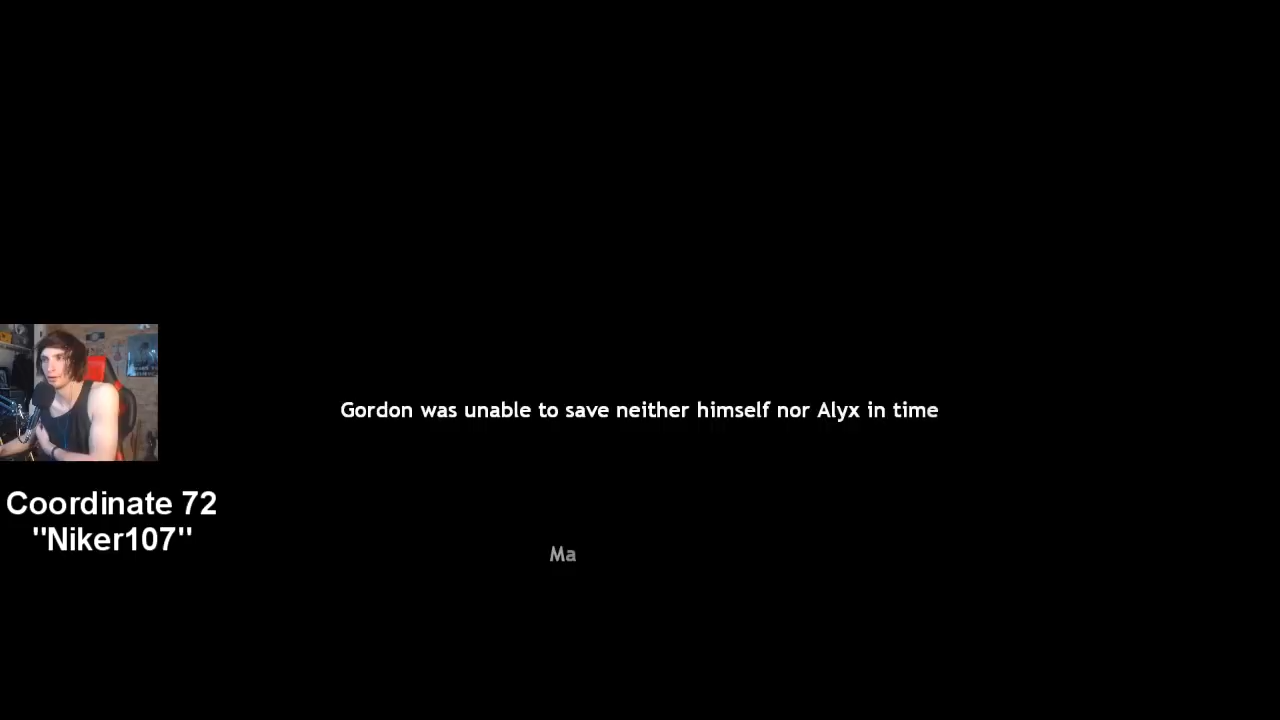 Gordon was unable to save neither himself nor Alyx in time
Coordinate 72
"Niker107"
Ma